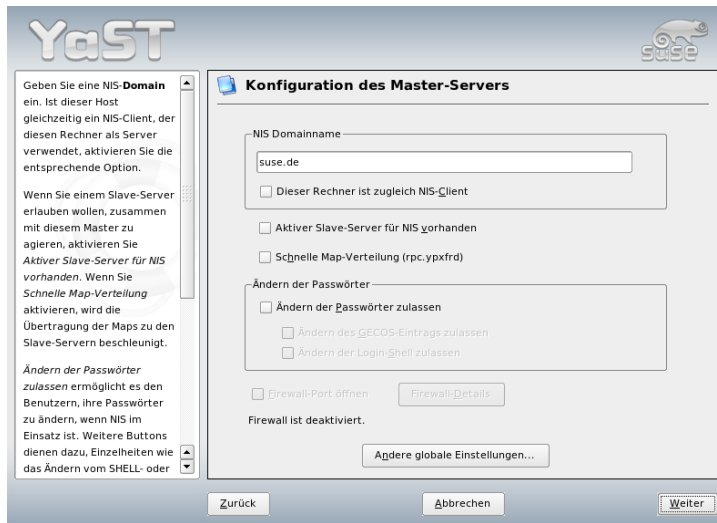 YaST
suse
Geben Sie eine NIS-Domain
ein. Ist dieser Host
gleichzeitig ein NIS-Client, der
diesen Rechner als Server
verwendet, aktivieren Sie die
entsprechende Option.
Wenn Sie einem Slave-Server
erlauben wollen, zusammen
mit diesem Master zu
agieren, aktivieren Sie
Aktiver Slave-Server für NIS
vorhanden. Wenn Sie
Schnelle Map-Verteilung
aktivieren, wird die
Übertragung der Maps zu den
Slave-Servern beschleunigt.
Ändern der Passwörter
zulassen ermöglicht es den
Benutzern, ihre Passwörter
zu ändern, wenn NIS im
Einsatz ist. Weitere Buttons
dienen dazu, Einzelheiten wie
das Ändern vom SHELL- oder
Konfiguration des Master-Servers
NIS Domainname
suse.de
Dieser Rechner ist zugleich NIS-Client
Aktiver Slave-Server für NIS vorhanden
Schnelle Map-Verteilung (rpc.ypxfrd)
Ändern der Passwörter
Ändern der Passwörter zulassen
Ändern des GECOS-Eintrags zulassen
Ändern der Login-Shell zulassen
Firewall-Port öffnen
Firewall-Details
Firewall ist deaktiviert.
Andere globale Einstellungen...
Zurück
Abbrechen
Weiter